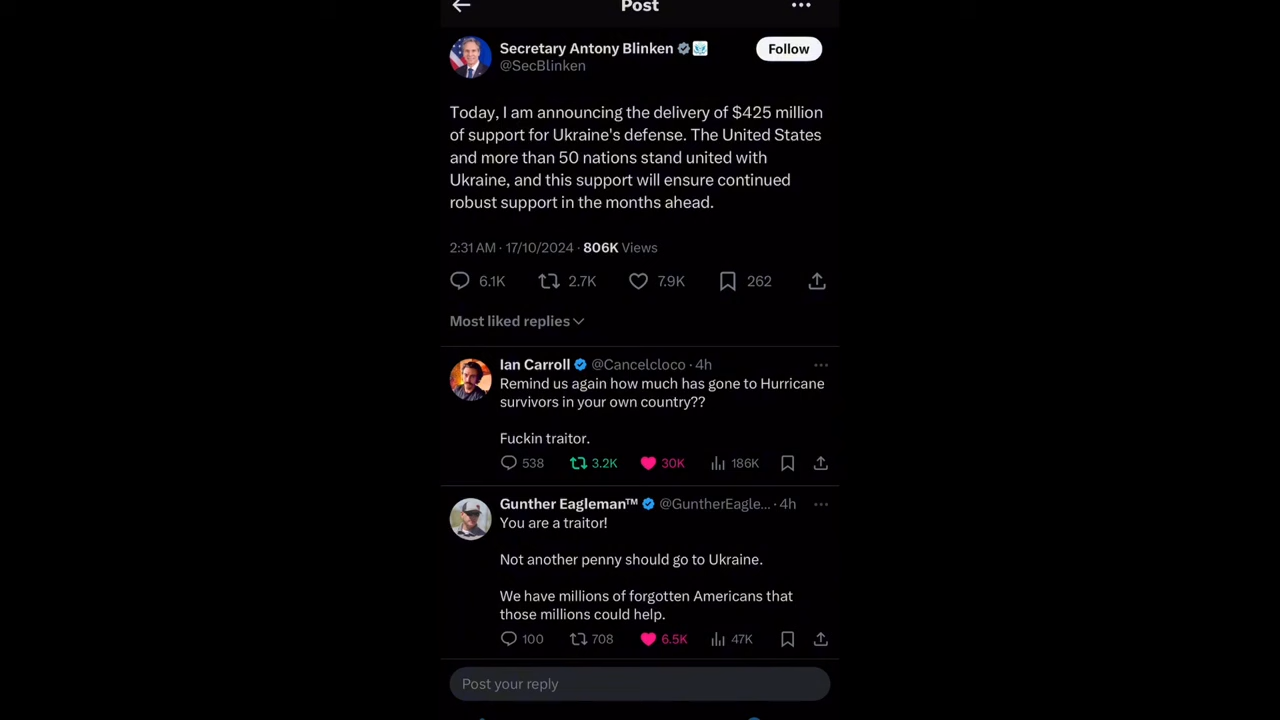 Post
Secretary Antony Blinken
Follow
@SecBlinken
Today, I am announcing the delivery of $425 million
of support for Ukraine's defense. The United States
and more than 50 nations stand united with
Ukraine, and this support will ensure continued
robust support in the months ahead.
2:31 AM · 17/10/2024 · 806K Views
6.1K 2.7K 7.9K 262
Most liked replies
Ian Carroll @Cancelcloco · 4h
Remind us again how much has gone to Hurricane
survivors in your own country??
Fuckin traitor.
538 3.2K 30K 186K
Gunther Eagleman™ @GuntherEagle... · 4h
You are a traitor!
Not another penny should go to Ukraine.
We have millions of forgotten Americans that
those millions could help.
100 708 6.5K 47K
Post your reply